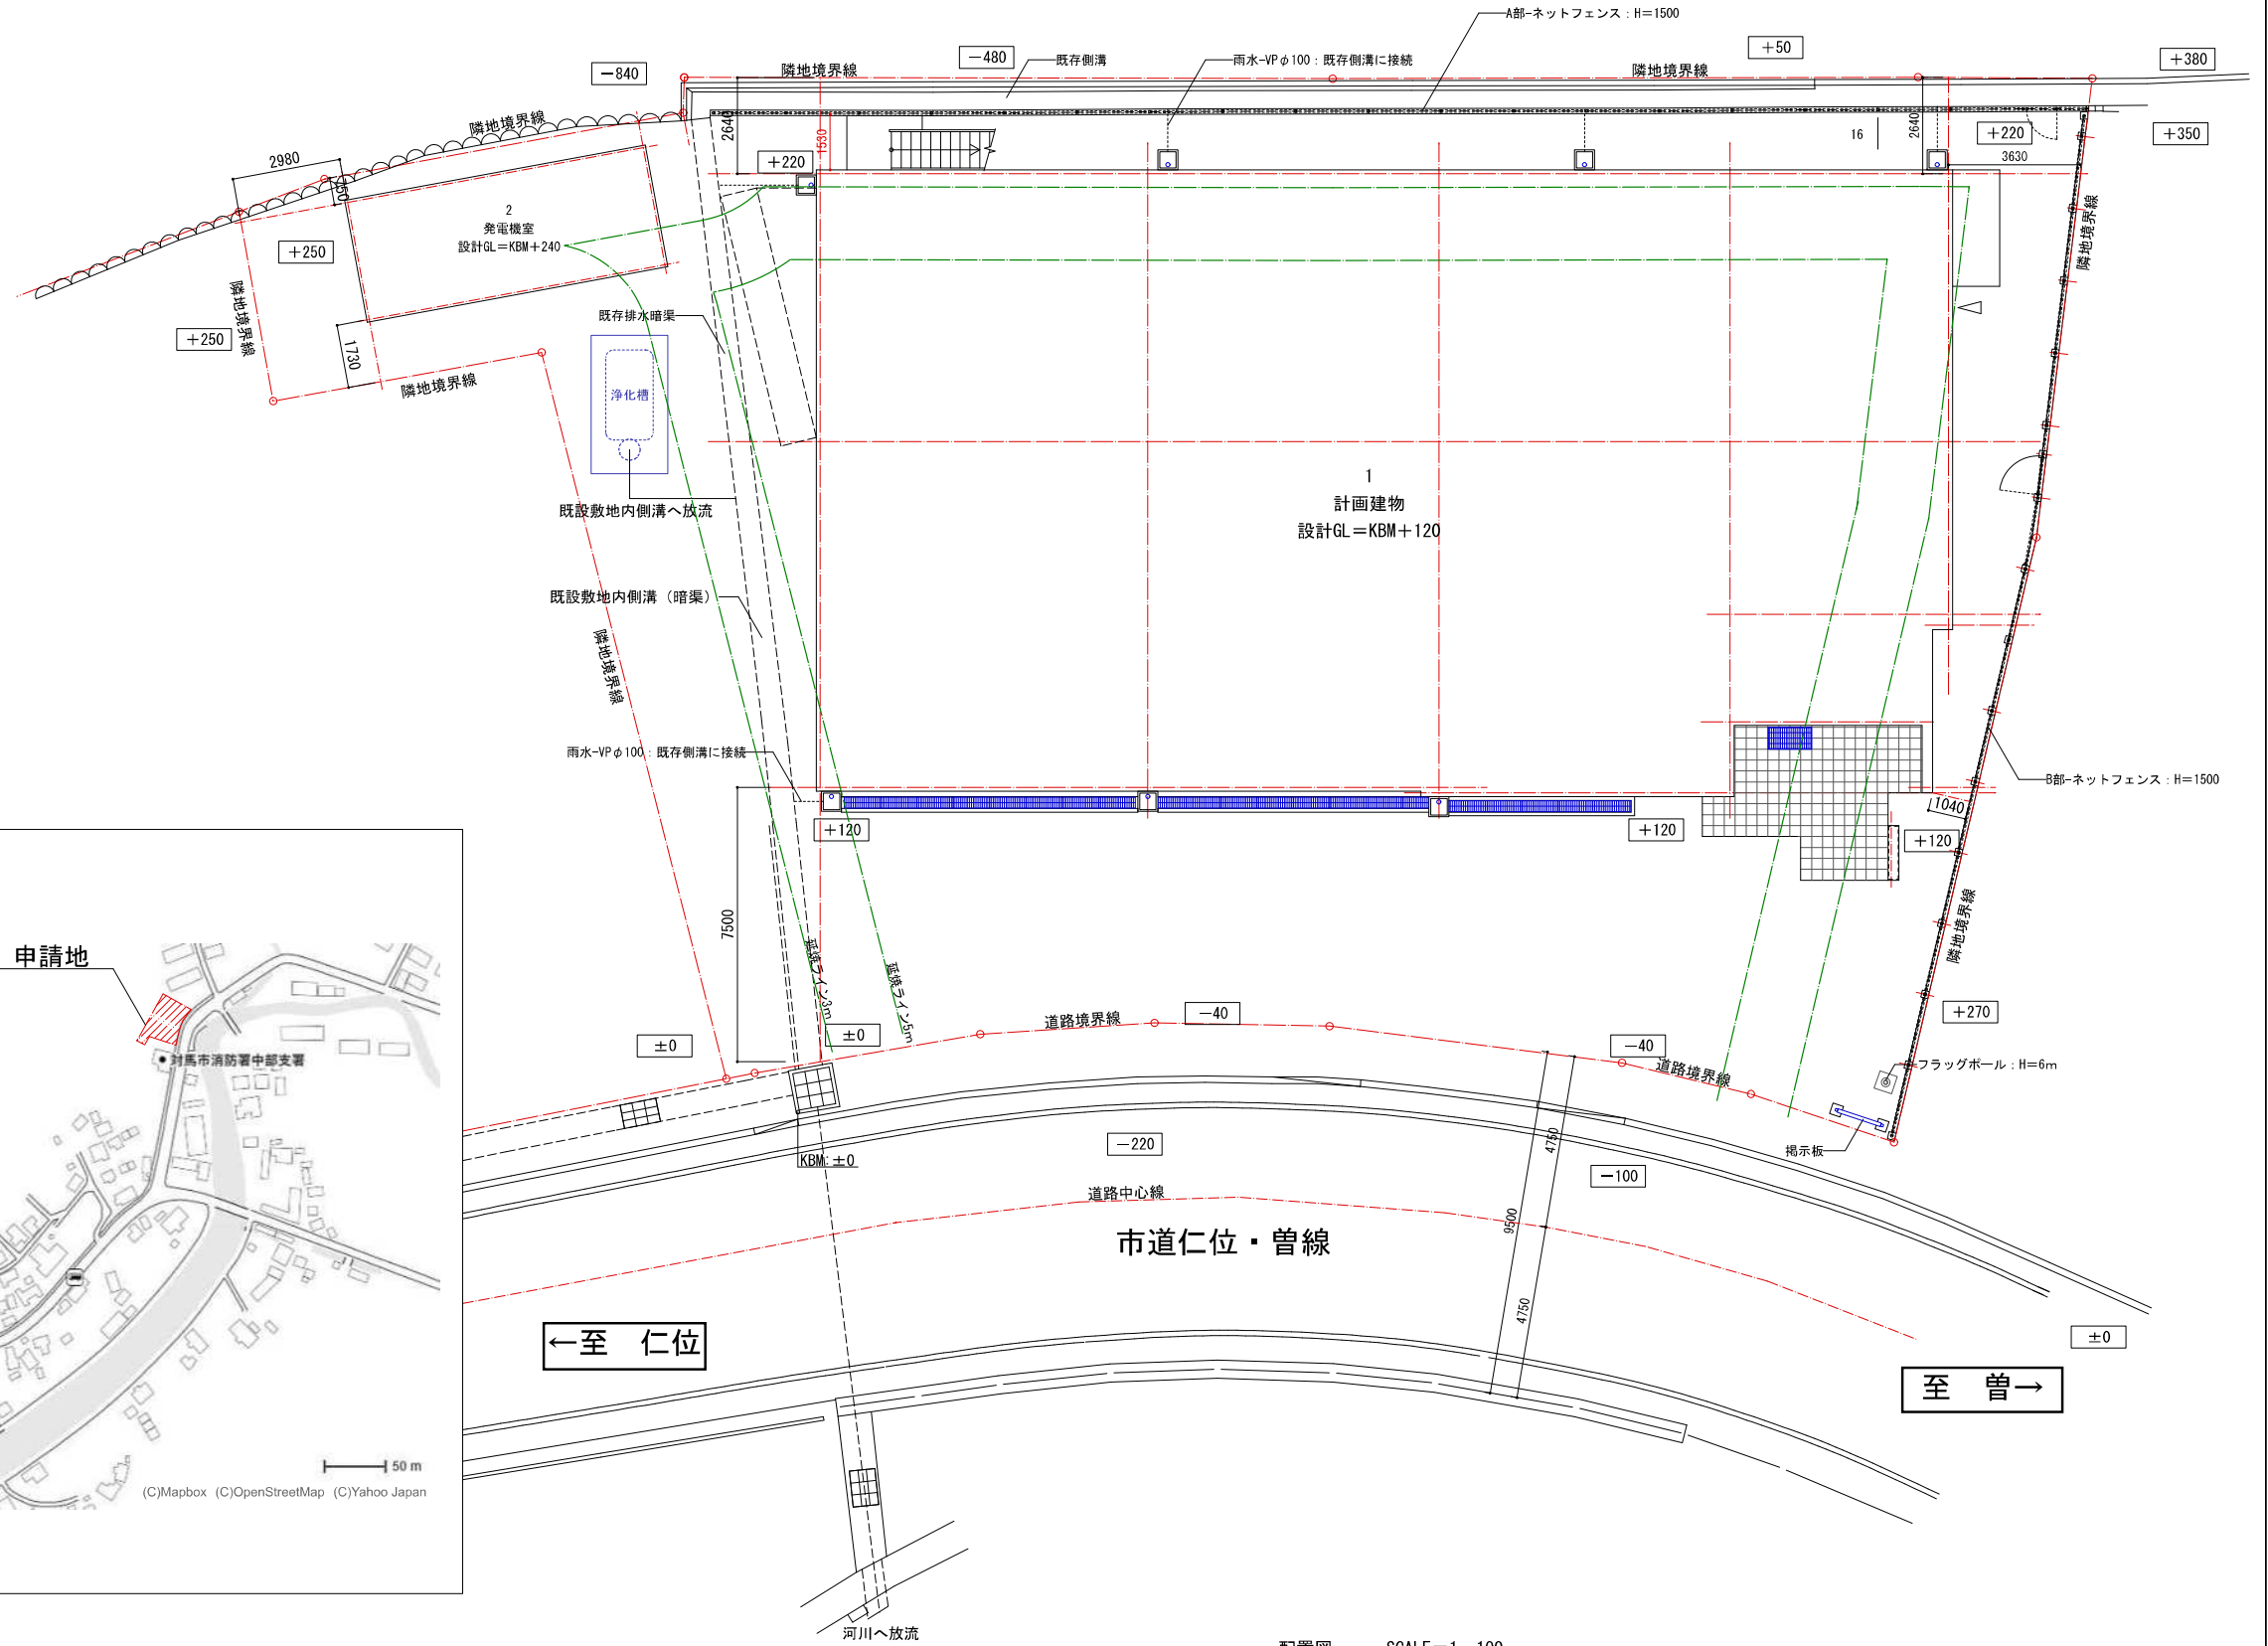 A部-ネットフェンス：H＝1500
−840
隣地境界線
−480
既存側溝
雨水-VPφ100：既存側溝に接続
隣地境界線
+50
+380
隣地境界線
2640
1530
+220
16
2640
+220
+350
3630
2980
750
2
発電機室
設計GL＝KBM＋240
+250
+250
隣地境界線
隣地境界線
既存排水暗渠
1730
隣地境界線
浄化槽
既設敷地内側溝へ放流
1
計画建物
設計GL＝KBM＋120
既設敷地内側溝（暗渠）
隣地境界線
雨水-VPφ100：既存側溝に接続
B部-ネットフェンス：H＝1500
1040
+120
+120
+120
7500
隣地境界線
延焼ライン3m
延焼ライン5m
申請地
対馬市消防署中部支署
±0
±0
道路境界線
−40
−40
道路境界線
+270
フラッグポール：H=6m
掲示板
KBM:±0
−220
4750
−100
道路中心線
9500
市道仁位・曽線
4750
←至　仁位
±0
至　曽→
50 m
(C)Mapbox (C)OpenStreetMap (C)Yahoo Japan
河川へ放流